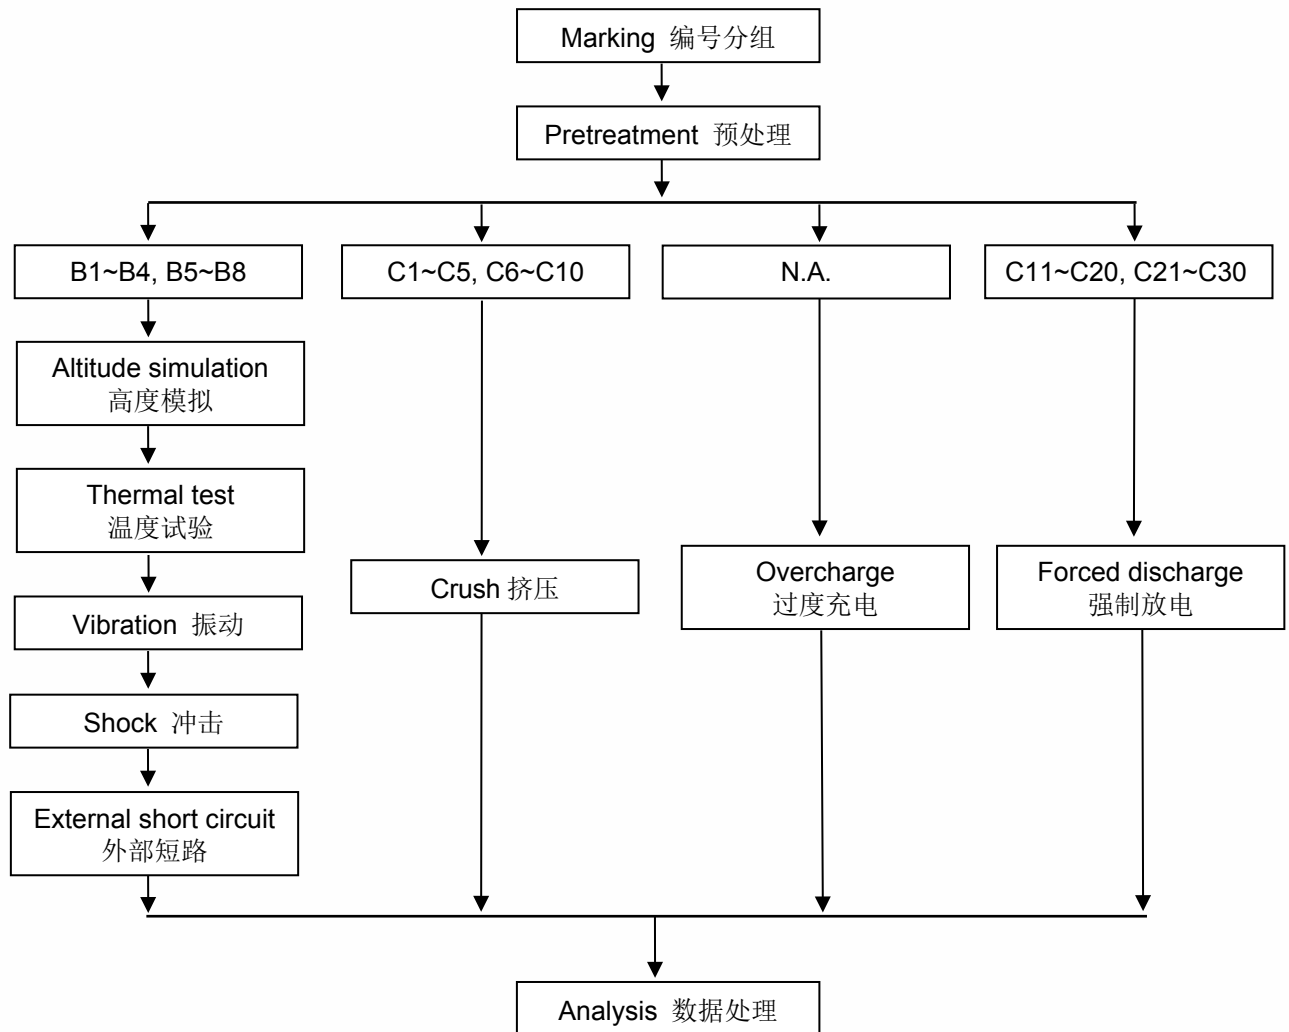 Marking 编号分组
Pretreatment 预处理
B1~B4, B5~B8
C1~C5, C6~C10
N.A.
C11~C20, C21~C30
Altitude simulation
高度模拟
Thermal test
温度试验
Vibration 振动
Shock 冲击
External short circuit
外部短路
Crush 挤压
Overcharge
过度充电
Forced discharge
强制放电
Analysis 数据处理